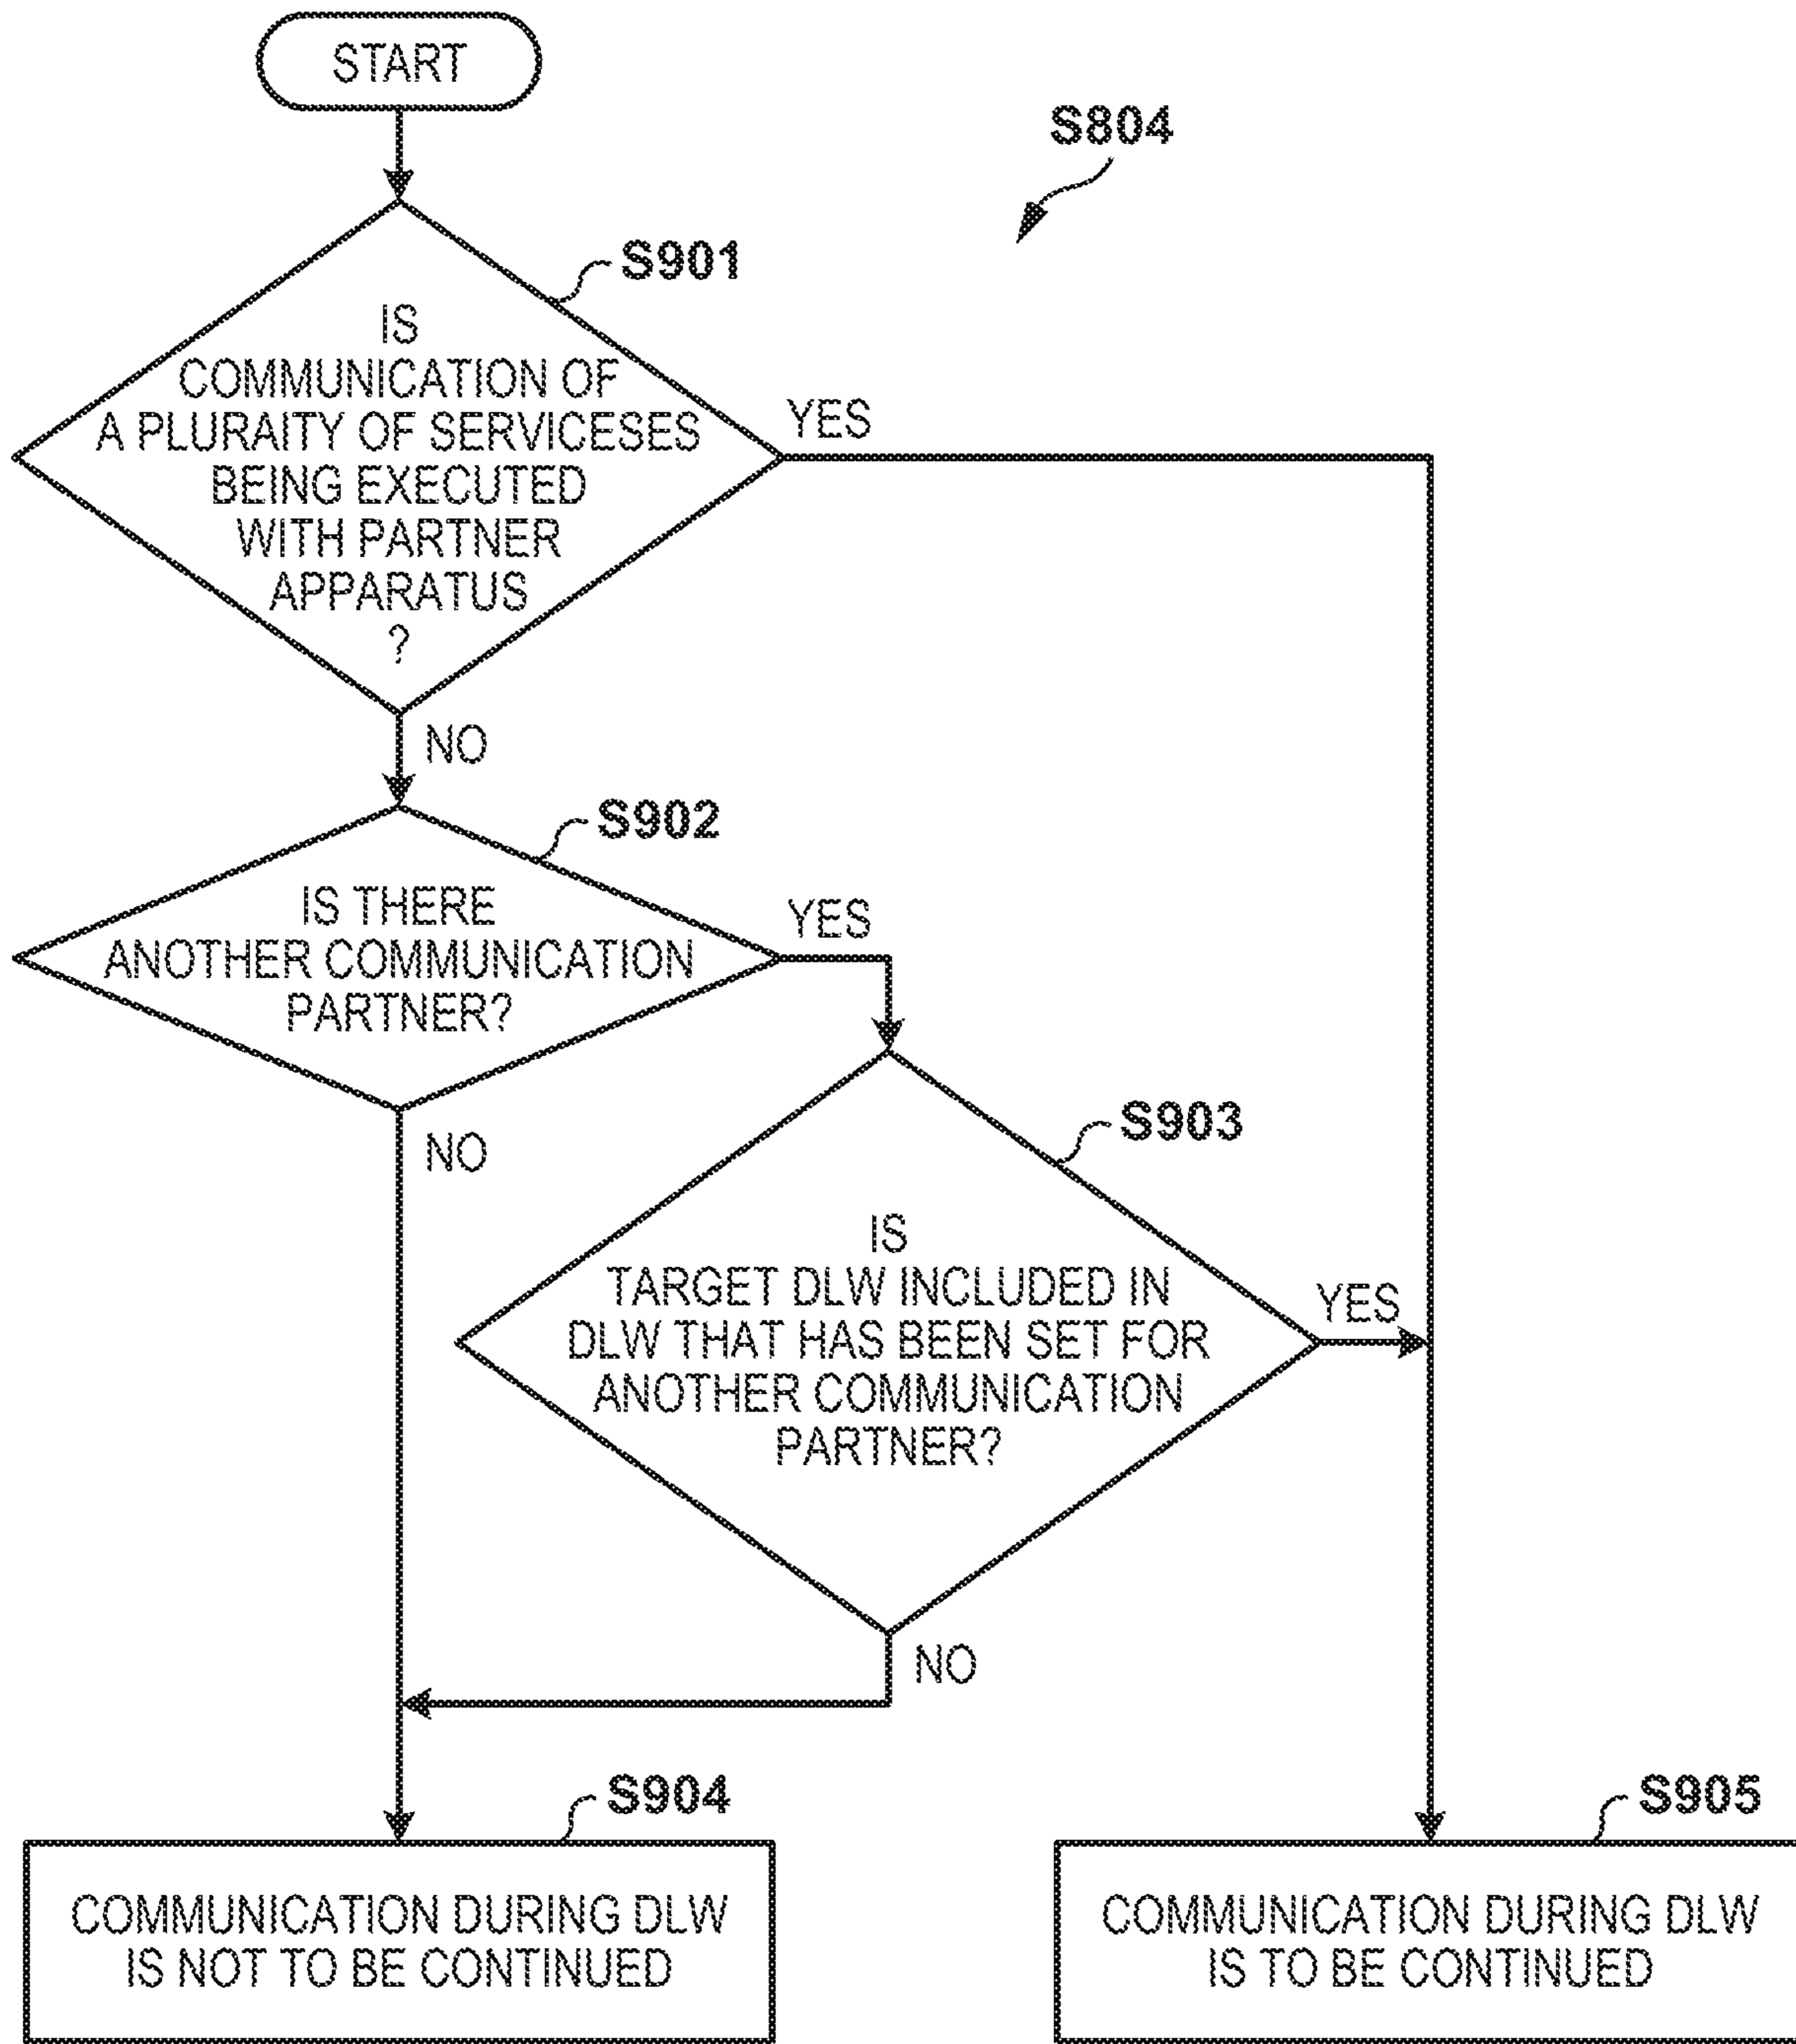 START
S804
S901
IS
COMMUNICATION OF
A PLURAITY OF SERVICESES
BEING EXECUTED
WITH PARTNER
APPARATUS
?
YES
NO
S902
IS THERE
ANOTHER COMMUNICATION
PARTNER?
YES
NO
S903
IS
TARGET DLW INCLUDED IN
DLW THAT HAS BEEN SET FOR
ANOTHER COMMUNICATION
PARTNER?
YES
NO
S904
COMMUNICATION DURING DLW
IS NOT TO BE CONTINUED
S905
COMMUNICATION DURING DLW
IS TO BE CONTINUED